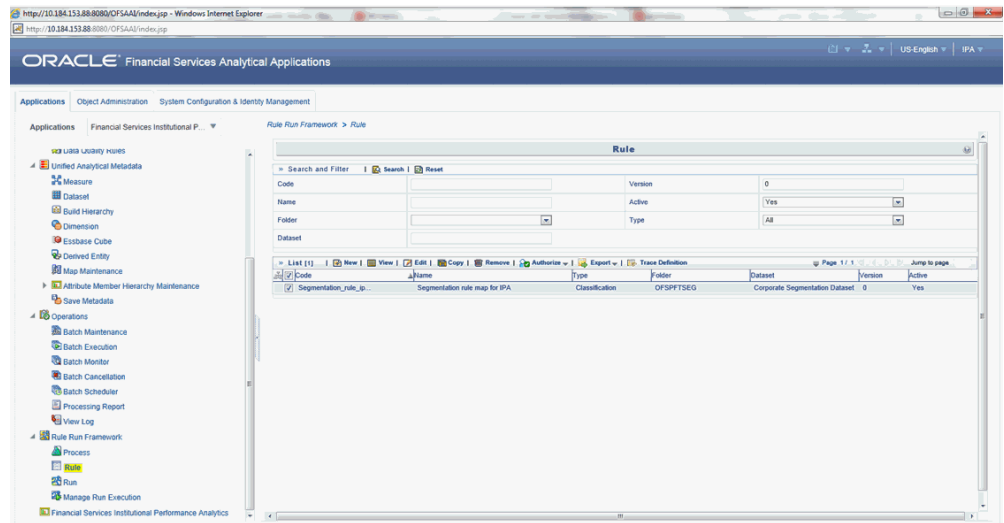 http://10.184.153.88:8080/OFSAAI/index.jsp - Windows Internet Explorer
http://10.184.153.88:8080/OFSAAI/index.jsp
ORACLE Financial Services Analytical Applications
US-English
IPA
Applications Object Administration System Configuration & Identity Management
Applications Financial Services Institutional P...
Rule Run Framework > Rule
Data Quality Rules
Unified Analytical Metadata
Measure
Dataset
Build Hierarchy
Dimension
Essbase Cube
Derived Entity
Map Maintenance
Attribute Member Hierarchy Maintenance
Save Metadata
Operations
Batch Maintenance
Batch Execution
Batch Monitor
Batch Cancellation
Batch Scheduler
Processing Report
View Log
Rule Run Framework
Process
Rule
Run
Manage Run Execution
Financial Services Institutional Performance Analytics
Rule
» Search and Filter | Search | Reset
Code Version 0
Name Active Yes
Folder Type All
Dataset
» List [1] | New | View | Edit | Copy | Remove | Authorize | Export | Trace Definition Page 1 / 1 Jump to page
Code Name Type Folder Dataset Version Active
Segmentation_rule_ip... Segmentation rule map for IPA Classification OFSPFTSEG Corporate Segmentation Dataset 0 Yes